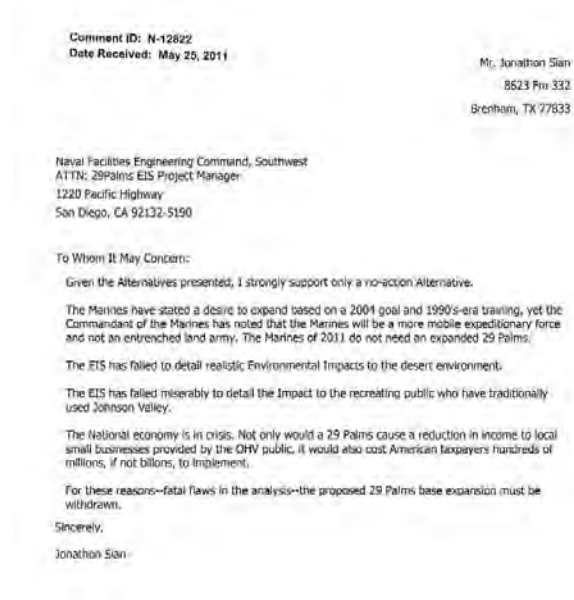 Comment ID: N-12822
Date Received: May 25, 2011
Mr. Jonathon Sian
8623 Fm 332
Brenham, TX 77833
Naval Facilities Engineering Command, Southwest
ATTN: 29Palms EIS Project Manager
1220 Pacific Highway
San Diego, CA 92132-5190
To Whom It May Concern:
Given the Alternatives presented, I strongly support only a no-action Alternative.
The Marines have stated a desire to expand based on a 2004 goal and 1990's-era training, yet the
Commandant of the Marines has noted that the Marines will be a more mobile expeditionary force
and not an entrenched land army. The Marines of 2011 do not need an expanded 29 Palms.
The EIS has failed to detail realistic Environmental Impacts to the desert environment.
The EIS has failed miserably to detail the Impact to the recreating public who have traditionally
used Johnson Valley.
The National economy is in crisis. Not only would a 29 Palms cause a reduction in income to local
small businesses provided by the OHV public, it would also cost American taxpayers hundreds of
millions, if not billons, to implement.
For these reasons--fatal flaws in the analysis--the proposed 29 Palms base expansion must be
withdrawn.
Sincerely,
Jonathon Sian